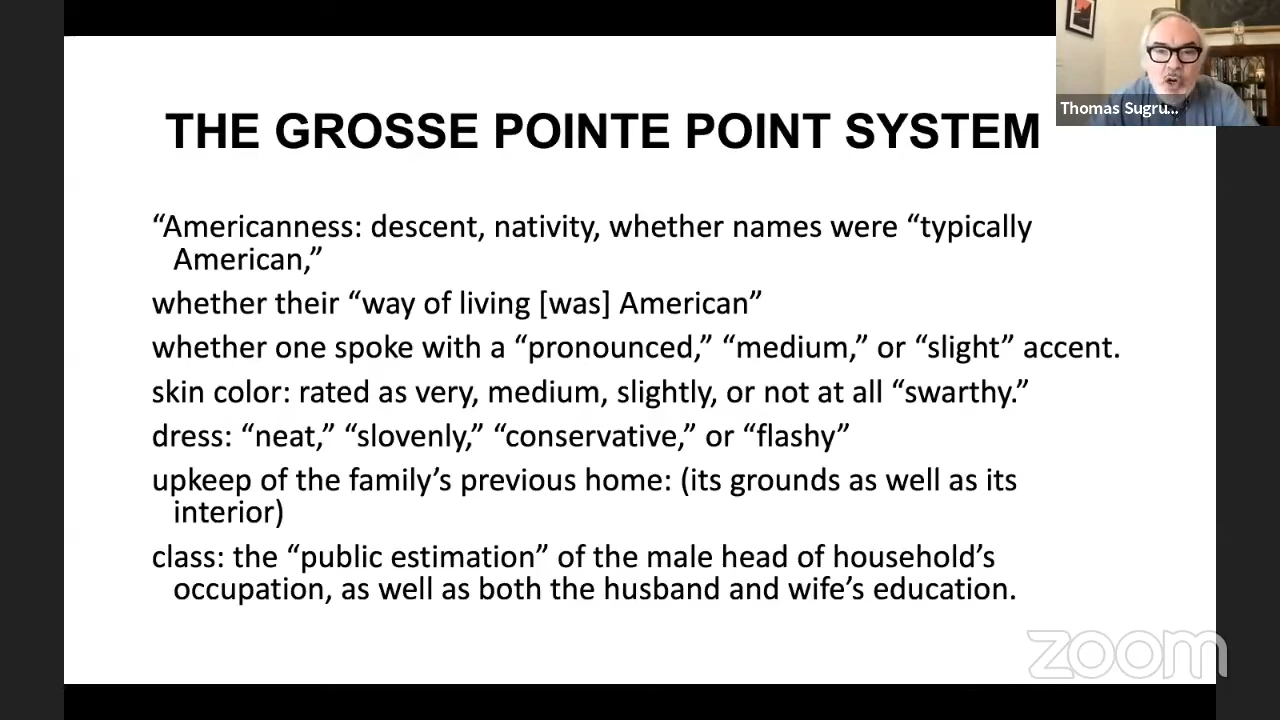 Thomas Sugru...
THE GROSSE POINTE POINT SYSTEM
“Americanness: descent, nativity, whether names were “typically
American,”
whether their “way of living [was] American”
whether one spoke with a “pronounced,” “medium,” or “slight” accent.
skin color: rated as very, medium, slightly, or not at all “swarthy.”
dress: “neat,” “slovenly,” “conservative,” or “flashy”
upkeep of the family’s previous home: (its grounds as well as its
interior)
class: the “public estimation” of the male head of household’s
occupation, as well as both the husband and wife’s education.
zoom